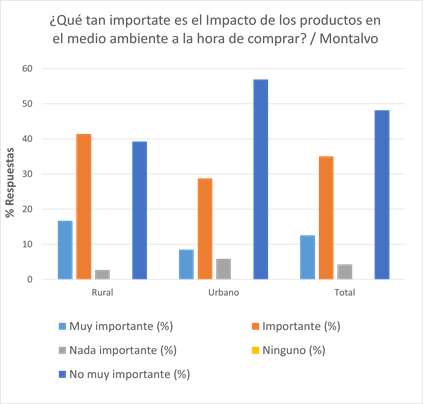 ¿Qué tan importate es el Impacto de los productos en
el medio ambiente a la hora de comprar? / Montalvo
% Respuestas
60
50
40
30
20
10
0
Rural Urbano Total
Muy importante (%) Importante (%)
Nada importante (%) Ninguno (%)
No muy importante (%)